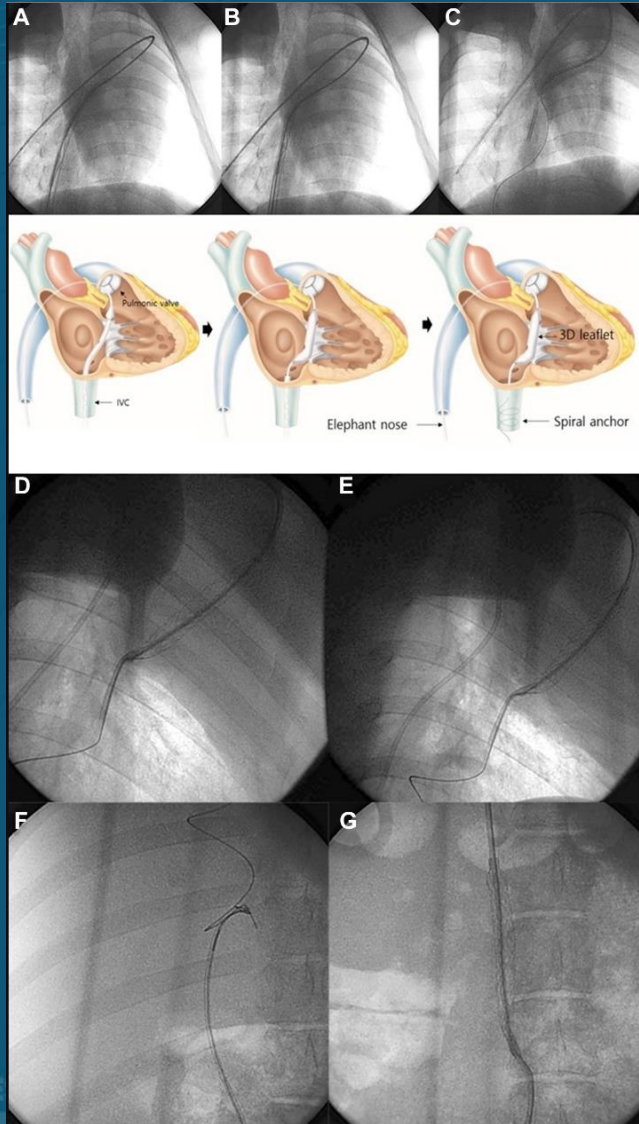 A
B
C
Pulmonic valve
IVC
3D leaflet
Elephant nose
Spiral anchor
D
E
F
G